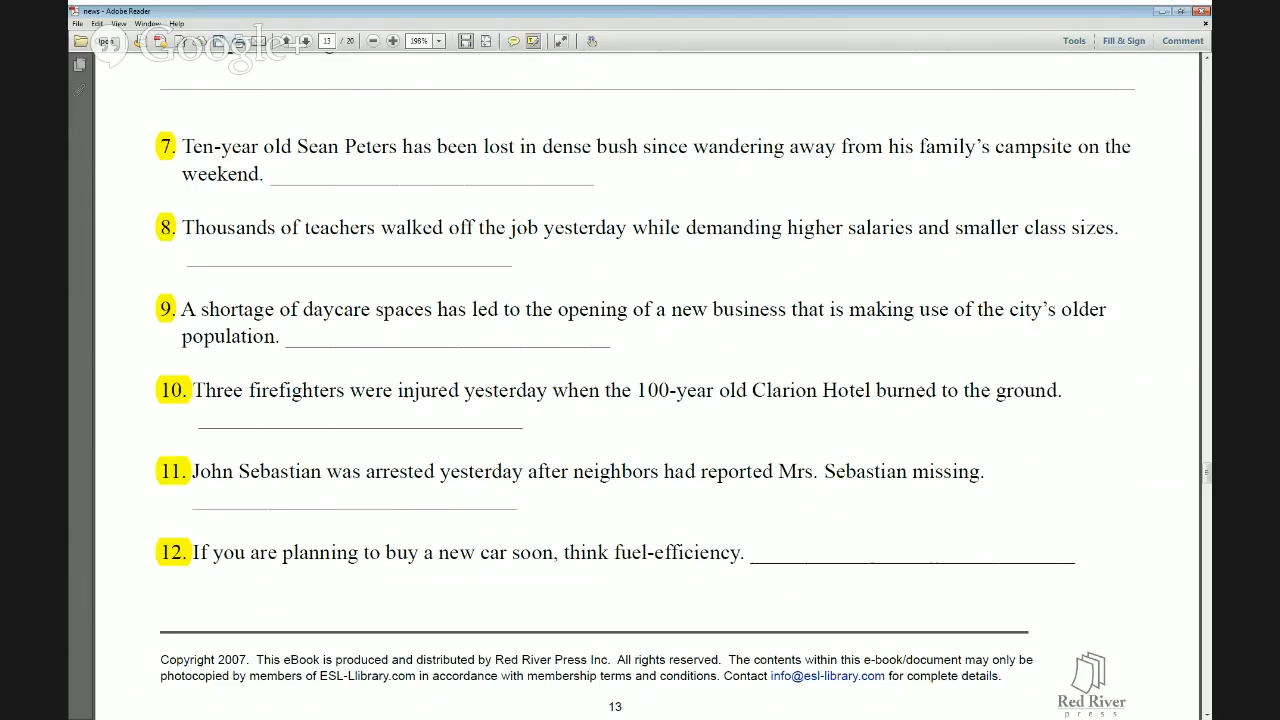 news - Adobe Reader
File Edit View Window Help
Open 13 / 20 198% Tools Fill & Sign Comment
Google+
7. Ten-year old Sean Peters has been lost in dense bush since wandering away from his family’s campsite on the
weekend.
8. Thousands of teachers walked off the job yesterday while demanding higher salaries and smaller class sizes.
9. A shortage of daycare spaces has led to the opening of a new business that is making use of the city’s older
population.
10. Three firefighters were injured yesterday when the 100-year old Clarion Hotel burned to the ground.
11. John Sebastian was arrested yesterday after neighbors had reported Mrs. Sebastian missing.
12. If you are planning to buy a new car soon, think fuel-efficiency.
Copyright 2007. This eBook is produced and distributed by Red River Press Inc. All rights reserved. The contents within this e-book/document may only be
photocopied by members of ESL-Llibrary.com in accordance with membership terms and conditions. Contact info@esl-library.com for complete details.
Red River
press
13